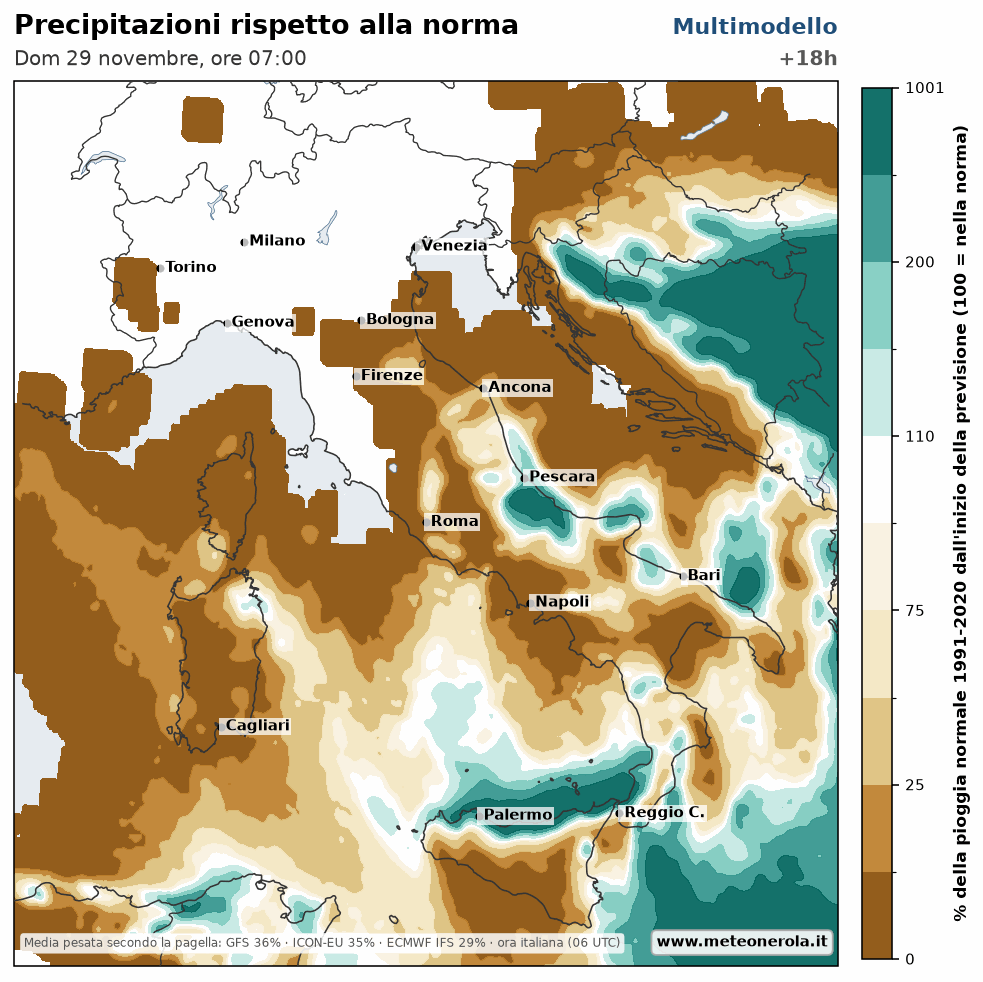 Precipitazioni rispetto alla norma
Multimodello
Dom 29 novembre, ore 07:00
+18h
Milano
Venezia
Torino
Genova
Bologna
Firenze
Ancona
Pescara
Roma
Bari
Napoli
Cagliari
Palermo
Reggio C.
1001
200
110
75
25
0
% della pioggia normale 1991-2020 dall'inizio della previsione (100 = nella norma)
Media pesata secondo la pagella: GFS 36% · ICON-EU 35% · ECMWF IFS 29% · ora italiana (06 UTC)
www.meteonerola.it